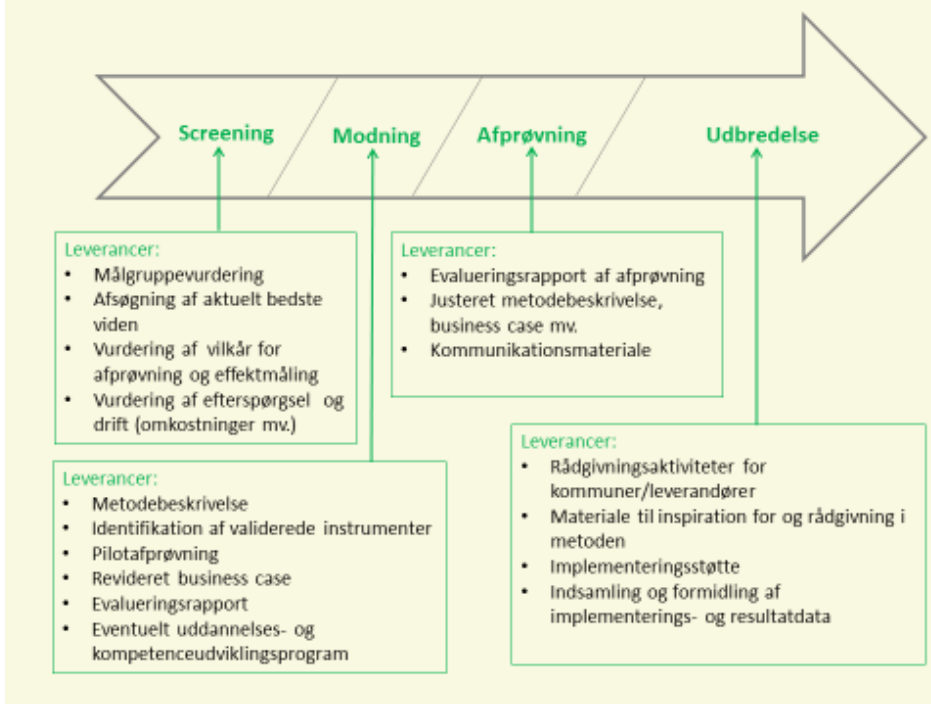 Screening
Modning
Afprøvning
Udbredelse
Leverancer:
• Målgruppevurdering
• Afsøgning af aktuelt bedste
viden
• Vurdering af vilkår for
afprøvning og effektmåling
• Vurdering af efterspørgsel og
drift (omkostninger mv.)
Leverancer:
• Metodebeskrivelse
• Identifikation af validerede instrumenter
• Pilotafprøvning
• Revideret business case
• Evalueringsrapport
• Eventuelt uddannelses- og
kompetenceudviklingsprogram
Leverancer:
• Evalueringsrapport af afprøvning
• Justeret metodebeskrivelse,
business case mv.
• Kommunikationsmateriale
Leverancer:
• Rådgivningsaktiviteter for
kommuner/leverandører
• Materiale til inspiration for og rådgivning i
metoden
• Implementeringsstøtte
• Indsamling og formidling af
implementerings- og resultatdata